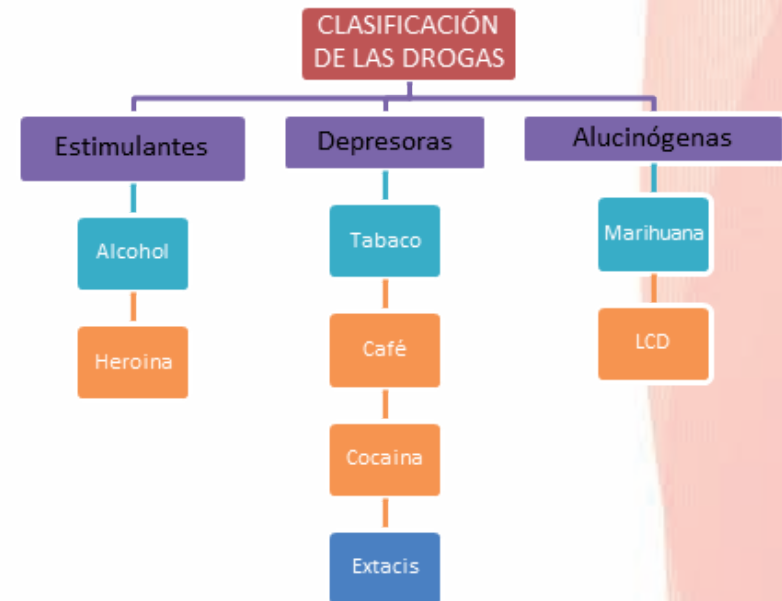 CLASIFICACIÓN
DE LAS DROGAS
Estimulantes
Depresoras
Alucinógenas
Alcohol
Tabaco
Marihuana
Heroina
Café
LCD
Cocaina
Extacis